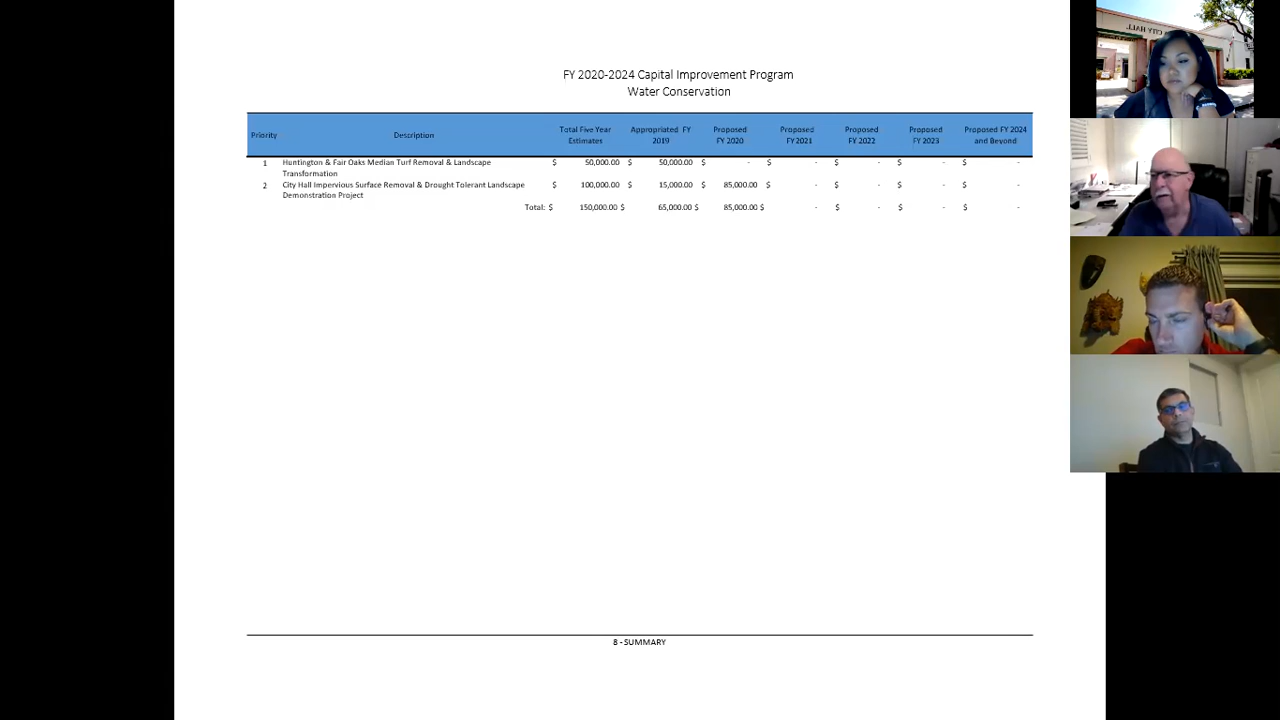 FY 2020-2024 Capital Improvement Program
Water Conservation
Priority Description Total Five Year Estimates Appropriated FY 2019 Proposed FY 2020 Proposed FY 2021 Proposed FY 2022 Proposed FY 2023 Proposed FY 2024 and Beyond
1 Huntington & Fair Oaks Median Turf Removal & Landscape $ 50,000.00 $ 50,000.00 $ - $ - $ - $ - $ -
Transformation
2 City Hall Impervious Surface Removal & Drought Tolerant Landscape $ 100,000.00 $ 15,000.00 $ 85,000.00 $ - $ - $ - $ -
Demonstration Project
Total: $ 150,000.00 $ 65,000.00 $ 85,000.00 $ - $ - $ - $ -
8 - SUMMARY
CITY HALL